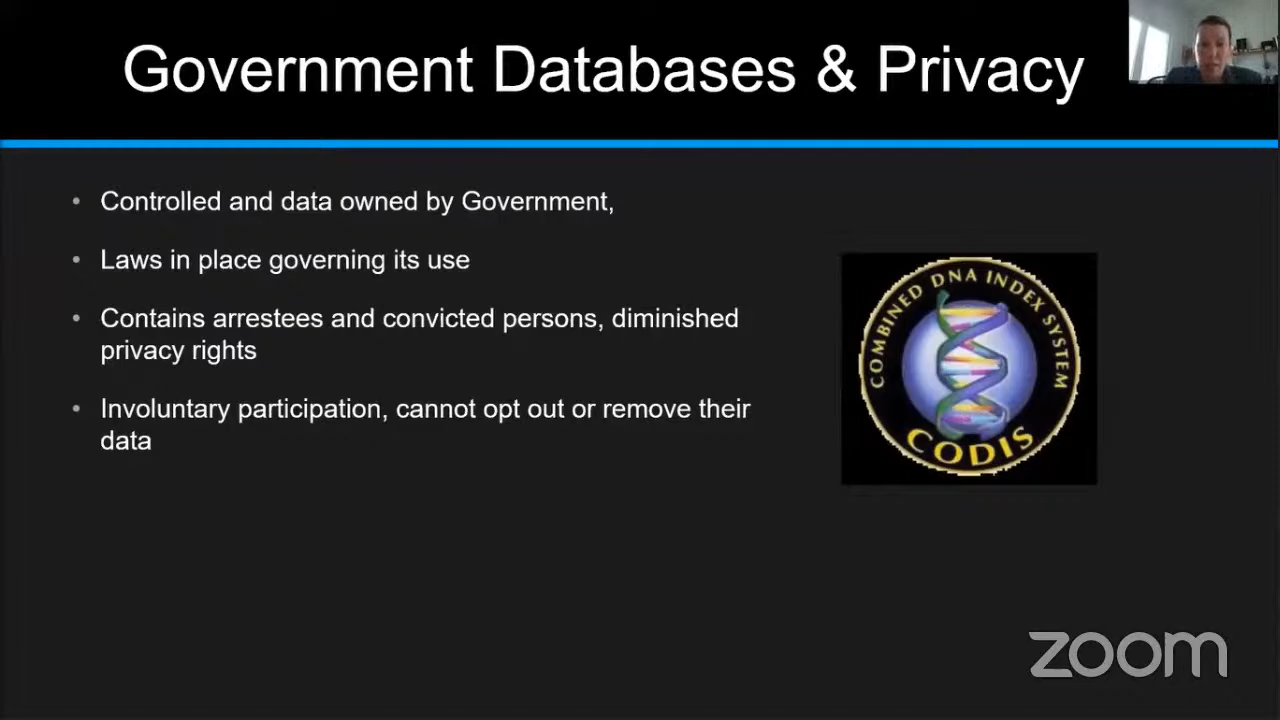 Government Databases & Privacy
• Controlled and data owned by Government,
• Laws in place governing its use
• Contains arrestees and convicted persons, diminished
privacy rights
• Involuntary participation, cannot opt out or remove their
data
COMBINED DNA INDEX SYSTEM
CODIS
zoom